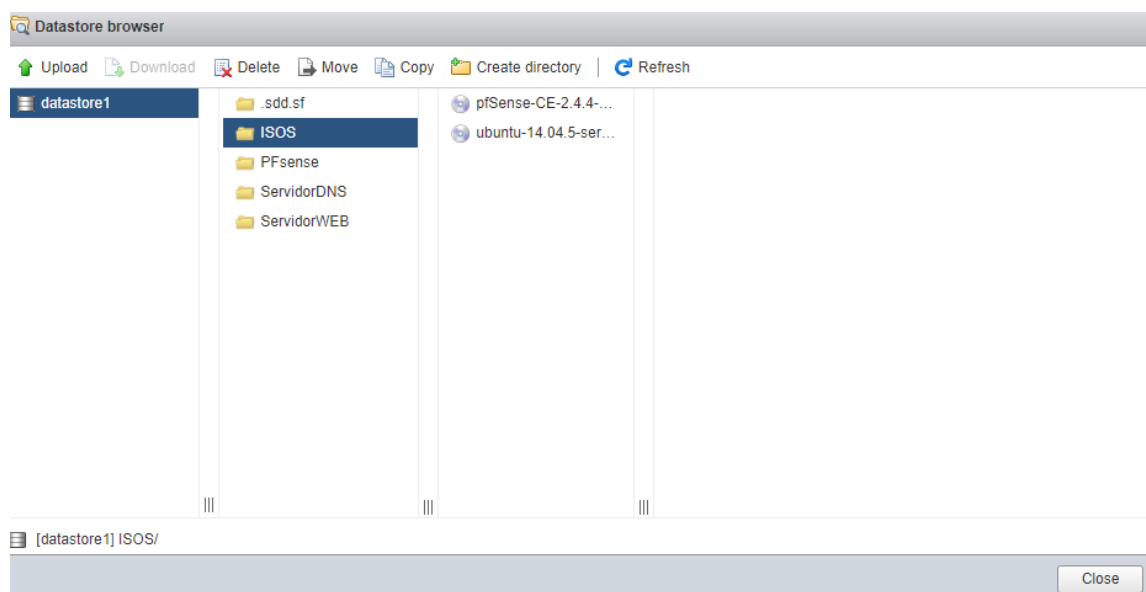 Datastore browser
Upload Download Delete Move Copy Create directory Refresh
datastore1
.sdd.sf
ISOS
PFsense
ServidorDNS
ServidorWEB
pfSense-CE-2.4.4-...
ubuntu-14.04.5-ser...
[datastore1] ISOS/
Close